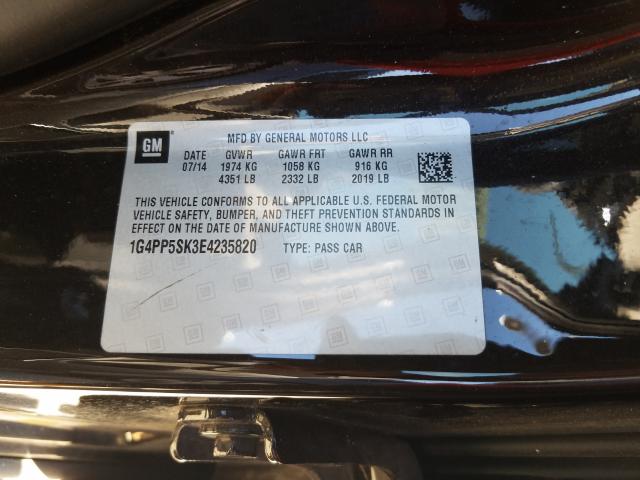 GM
MFD BY GENERAL MOTORS LLC
DATE GVWR GAWR FRT GAWR RR
07/14 1974 KG 1058 KG 916 KG
4351 LB 2332 LB 2019 LB
THIS VEHICLE CONFORMS TO ALL APPLICABLE U.S. FEDERAL MOTOR
VEHICLE SAFETY, BUMPER, AND THEFT PREVENTION STANDARDS IN
EFFECT ON THE DATE OF MANUFACTURE SHOWN ABOVE.
1G4PP5SK3E4235820 TYPE: PASS CAR